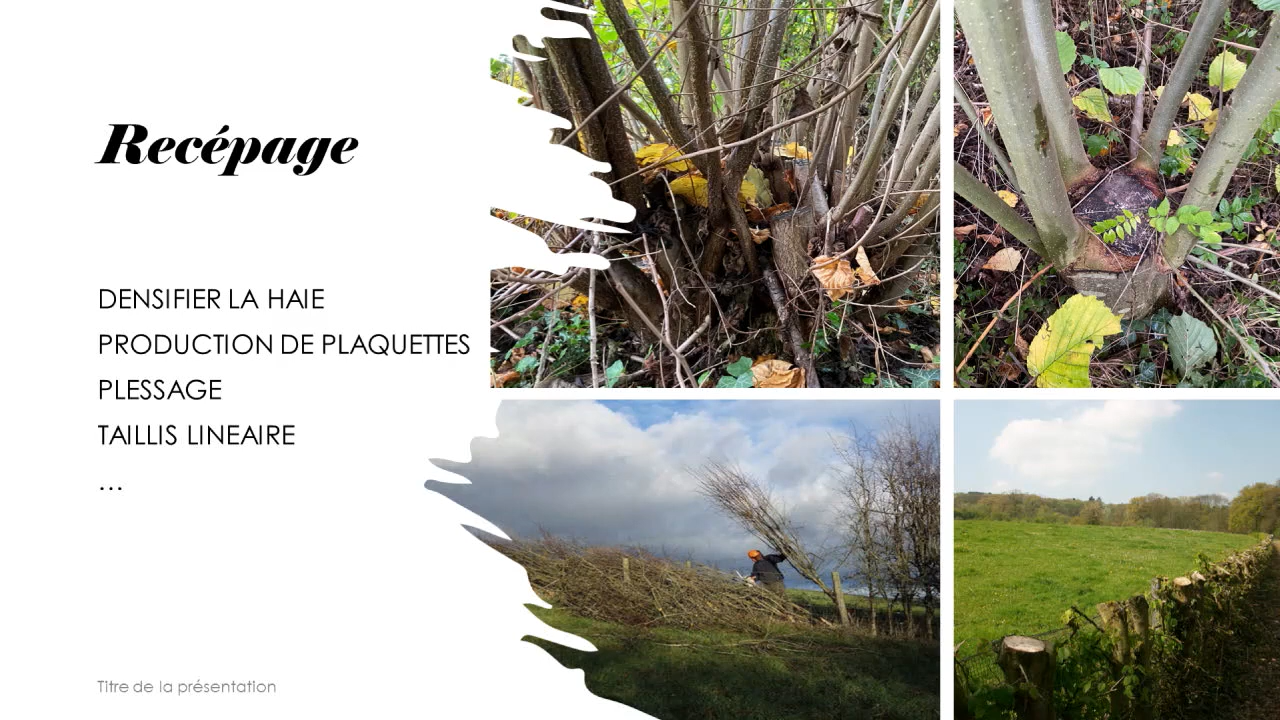 Recépage
DENSIFIER LA HAIE
PRODUCTION DE PLAQUETTES
PLESSAGE
TAILLIS LINEAIRE
…
Titre de la présentation